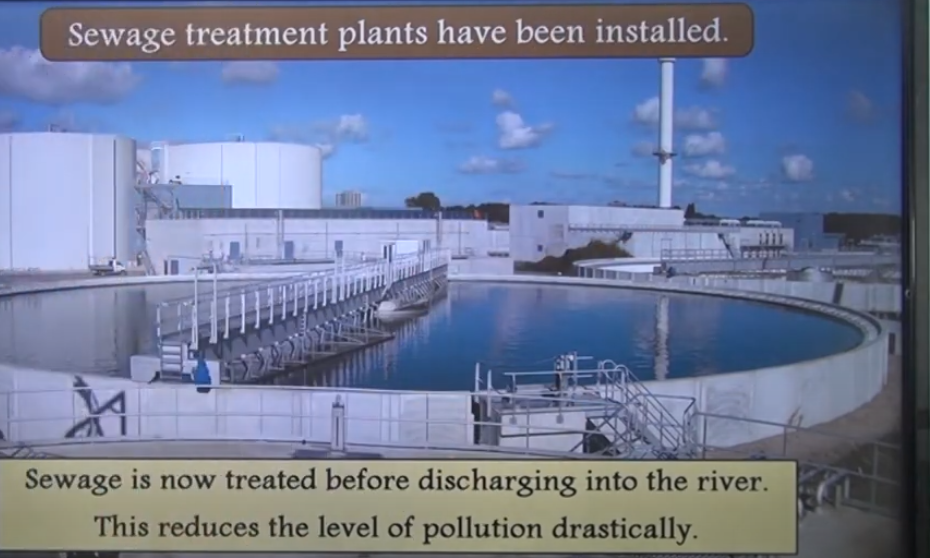 Sewage treatment plants have been installed.
Sewage is now treated before discharging into the river.
This reduces the level of pollution drastically.